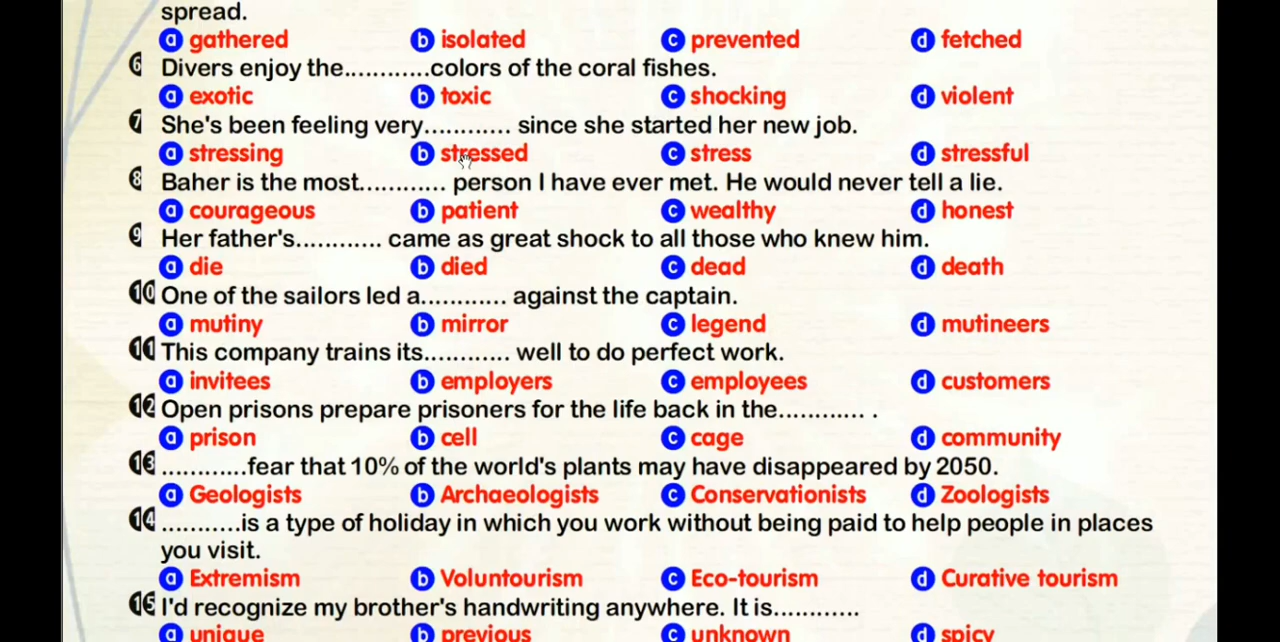 spread.
a gathered b isolated c prevented d fetched
6 Divers enjoy the............colors of the coral fishes.
a exotic b toxic c shocking d violent
7 She's been feeling very............ since she started her new job.
a stressing b stressed c stress d stressful
8 Baher is the most............ person I have ever met. He would never tell a lie.
a courageous b patient c wealthy d honest
9 Her father's............ came as great shock to all those who knew him.
a die b died c dead d death
10 One of the sailors led a............ against the captain.
a mutiny b mirror c legend d mutineers
11 This company trains its............ well to do perfect work.
a invitees b employers c employees d customers
12 Open prisons prepare prisoners for the life back in the............ .
a prison b cell c cage d community
13 ............fear that 10% of the world's plants may have disappeared by 2050.
a Geologists b Archaeologists c Conservationists d Zoologists
14 ...........is a type of holiday in which you work without being paid to help people in places
you visit.
a Extremism b Voluntourism c Eco-tourism d Curative tourism
15 I'd recognize my brother's handwriting anywhere. It is............
a unique b previous c unknown d spicy